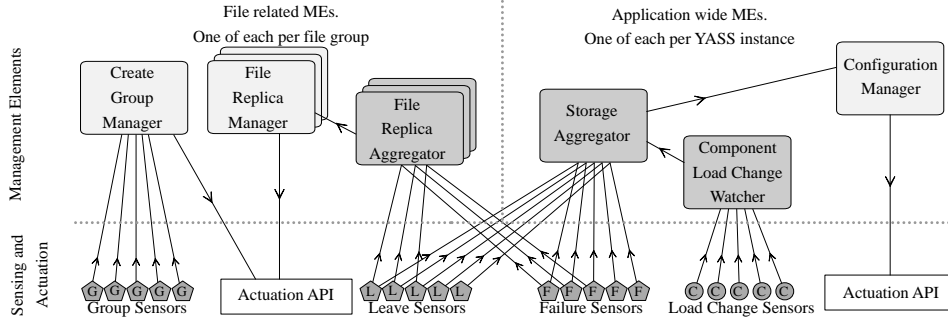 File related MEs.
One of each per file group
Application wide MEs.
One of each per YASS instance
Management Elements
Create
Group
Manager
File
Replica
Manager
File
Replica
Aggregator
Storage
Aggregator
Component
Load Change
Watcher
Configuration
Manager
Sensing and
Actuation
G G G G G
Group Sensors
Actuation API
L L L L L
Leave Sensors
F F F F F
Failure Sensors
C C C C C
Load Change Sensors
Actuation API